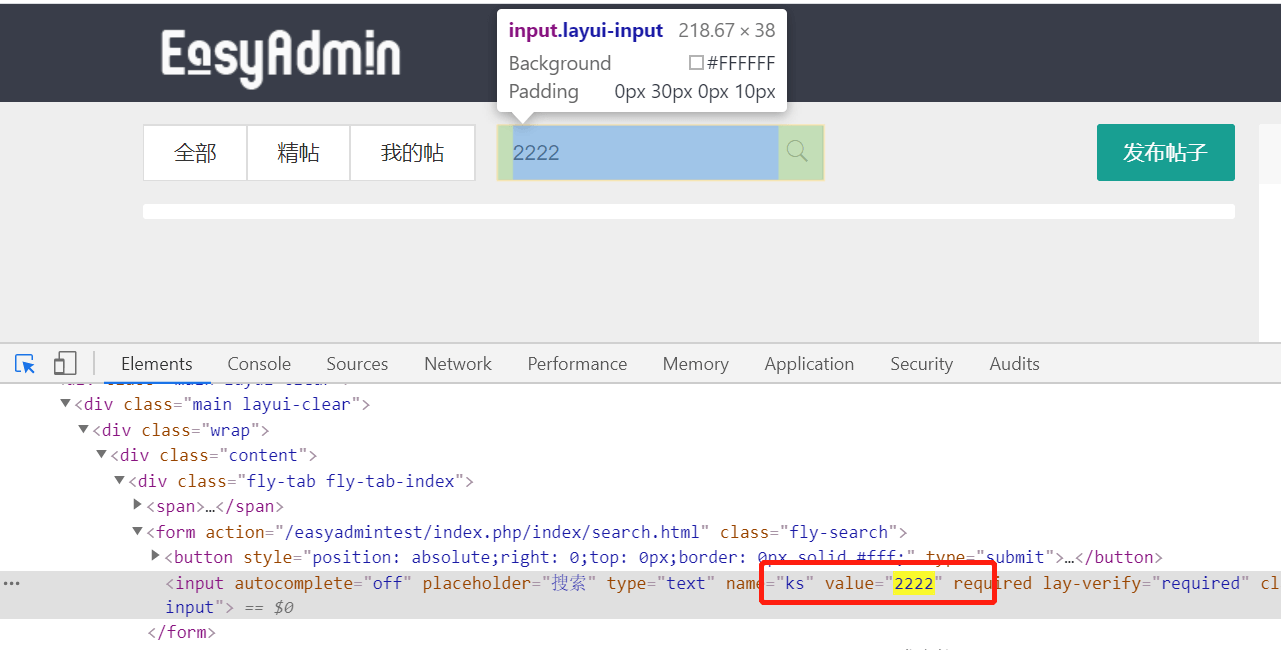 input.layui-input 218.67 × 38
EasyAdmin
Background #FFFFFF
Padding 0px 30px 0px 10px
全部 精帖 我的帖 2222 发布帖子
Elements Console Sources Network Performance Memory Application Security Audits
<div class="main layui-clear">
<div class="wrap">
<div class="content">
<div class="fly-tab fly-tab-index">
<span>…</span>
<form action="/easyadmintest/index.php/index/search.html" class="fly-search">
<button style="position: absolute;right: 0;top: 0px;border: 0px solid #fff;" type="submit">…</button>
<input autocomplete="off" placeholder="搜索" type="text" name="ks" value="2222" required lay-verify="required" cl
input"> == $0
</form>